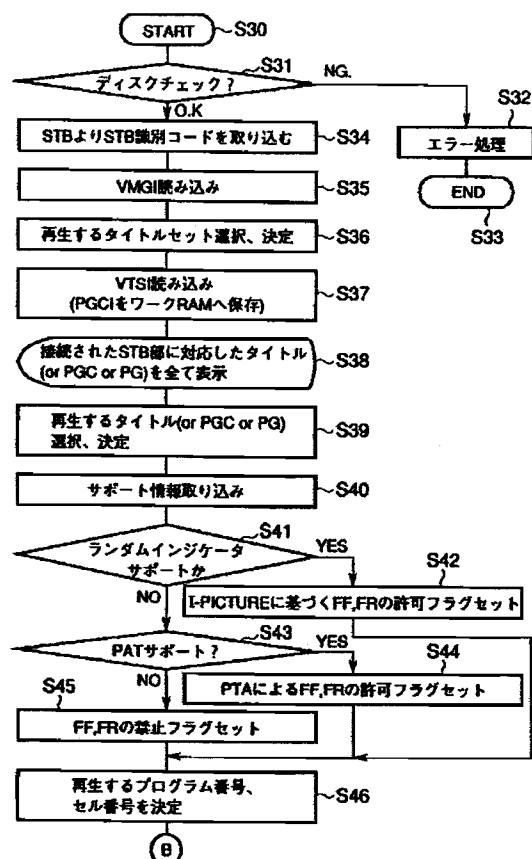 START
S30
S31
ディスクチェック?
NG.
O.K
S32
エラー処理
END
S33
STBよりSTB識別コードを取り込む
S34
VMGI読み込み
S35
再生するタイトルセット選択、決定
S36
VTSI読み込み
(PGCIをワークRAMへ保存)
S37
接続されたSTB部に対応したタイトル
(or PGC or PG)を全て表示
S38
再生するタイトル(or PGC or PG)
選択、決定
S39
サポート情報取り込み
S40
S41
ランダムインジケータ
サポートか
YES
NO
S42
I-PICTUREに基づくFF,FRの許可フラグセット
S43
PATサポート?
YES
NO
S44
PTAによるFF,FRの許可フラグセット
S45
FF,FRの禁止フラグセット
再生するプログラム番号、
セル番号を決定
S46
B